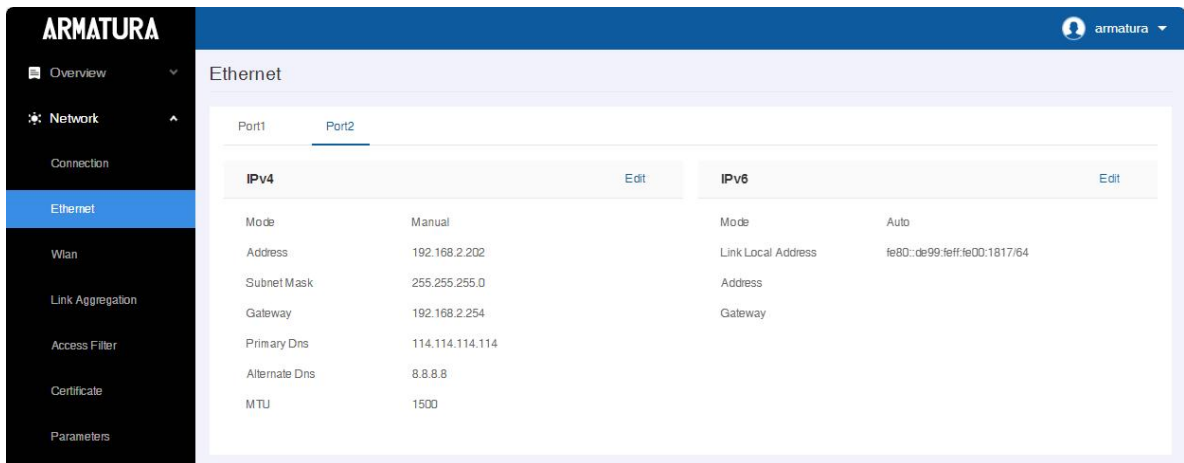 ARMATURA
armatura
Overview
Network
Connection
Ethernet
Wlan
Link Aggregation
Access Filter
Certificate
Parameters
Ethernet
Port1 Port2
IPv4 Edit
Mode Manual
Address 192.168.2.202
Subnet Mask 255.255.255.0
Gateway 192.168.2.254
Primary Dns 114.114.114.114
Alternate Dns 8.8.8.8
MTU 1500
IPv6 Edit
Mode Auto
Link Local Address fe80::de99:feff:fe00:1817/64
Address
Gateway